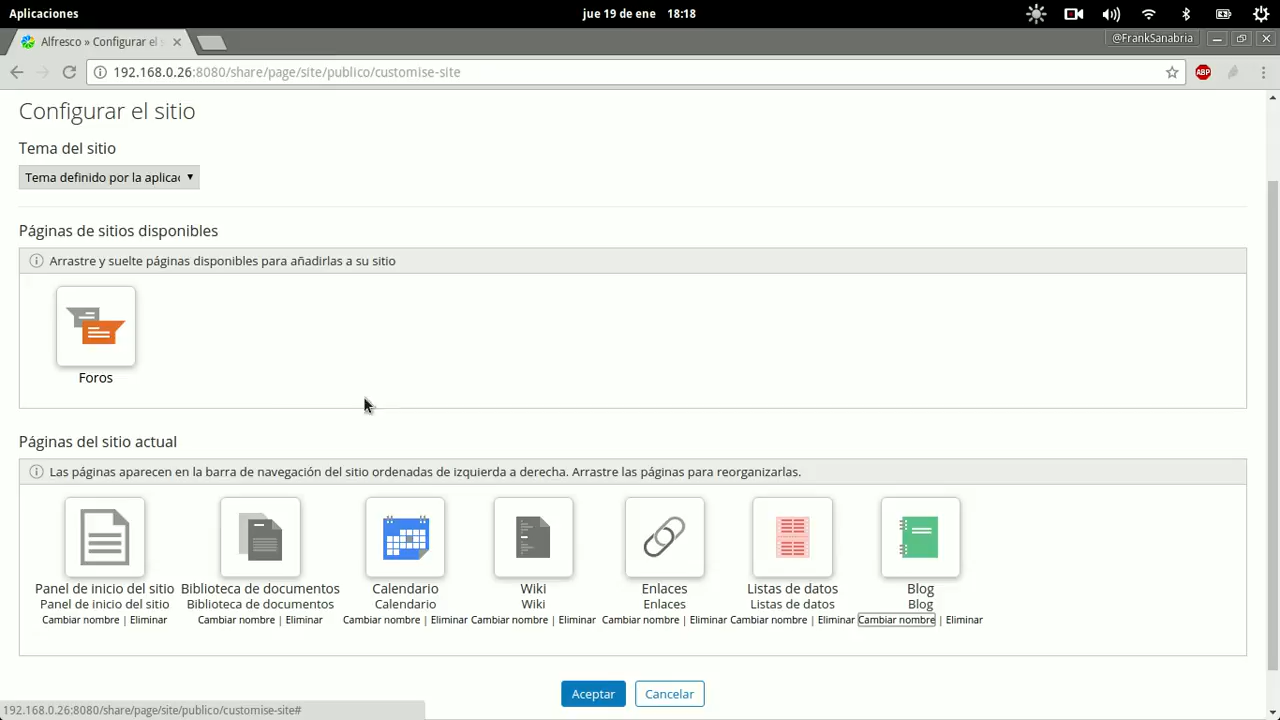 Aplicaciones
jue 19 de ene 18:18
Alfresco » Configurar el s
@FrankSanabria
192.168.0.26:8080/share/page/site/publico/customise-site
ABP
Configurar el sitio
Tema del sitio
Tema definido por la aplicac
Páginas de sitios disponibles
Arrastre y suelte páginas disponibles para añadirlas a su sitio
Foros
Páginas del sitio actual
Las páginas aparecen en la barra de navegación del sitio ordenadas de izquierda a derecha. Arrastre las páginas para reorganizarlas.
Panel de inicio del sitio Biblioteca de documentos Calendario Wiki Enlaces Listas de datos Blog
Panel de inicio del sitio Biblioteca de documentos Calendario Wiki Enlaces Listas de datos Blog
Cambiar nombre | Eliminar Cambiar nombre | Eliminar Cambiar nombre | Eliminar Cambiar nombre | Eliminar Cambiar nombre | Eliminar Cambiar nombre | Eliminar Cambiar nombre | Eliminar
Aceptar Cancelar
192.168.0.26:8080/share/page/site/publico/customise-site#